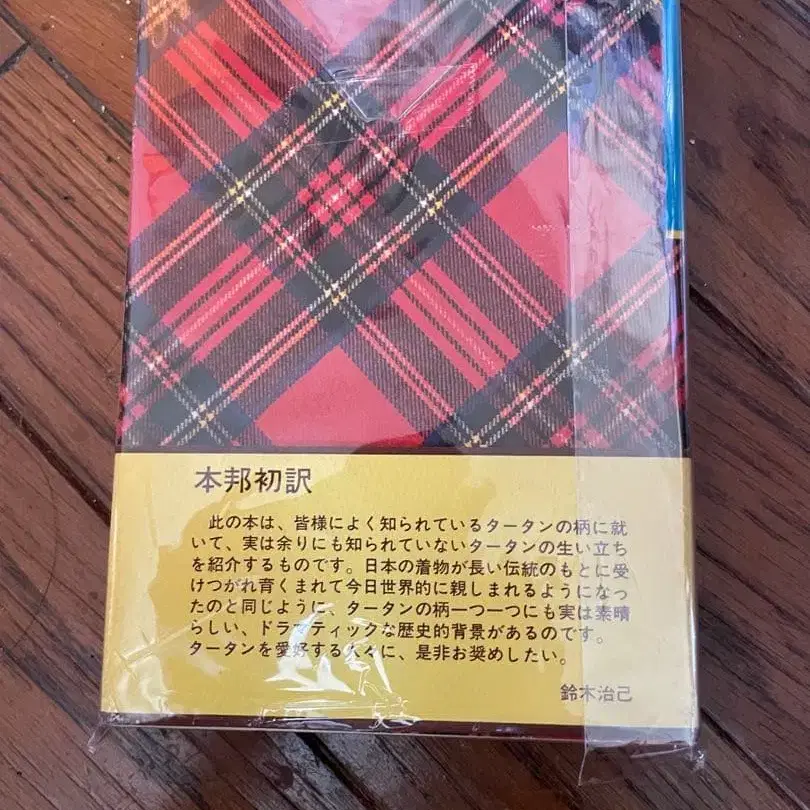 本邦初訳
此の本は、皆様によく知られているタータンの柄に就
いて、実は余りにも知られていないタータンの生い立ち
を紹介するものです。日本の着物が長い伝統のもとに受
けつがれ育くまれて今日世界的に親しまれるようになっ
たのと同じように、タータンの柄一つ一つにも実は素晴
らしい、ドラマティックな歴史的背景があるのです。
タータンを愛好する人々に、是非お奨めしたい。
鈴木治己